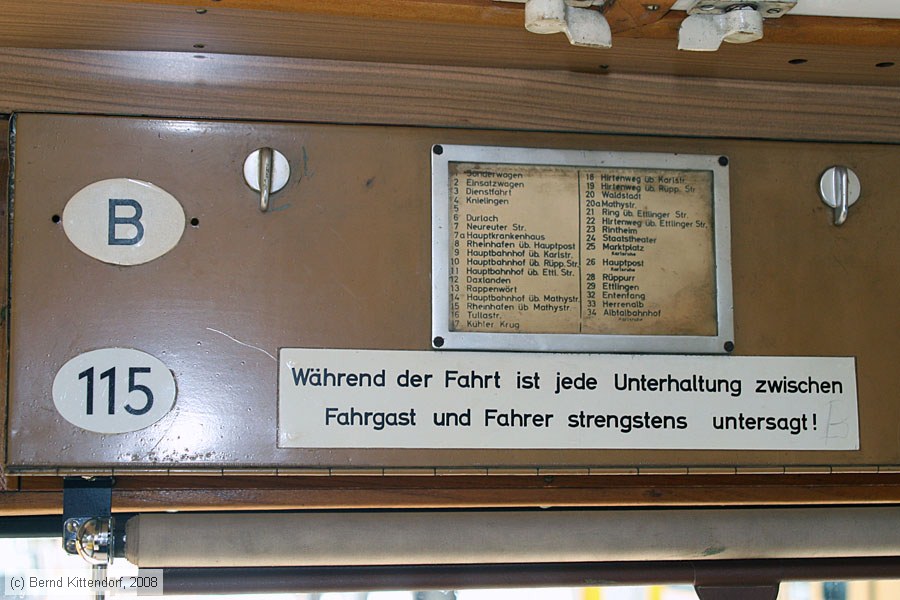 B
115
1 Sonderwagen
2 Einsatzwagen
3 Dienstfahrt
4 Knielingen
5
6 Durlach
7 Neureuter Str.
7a Hauptkrankenhaus
8 Rheinhafen üb. Hauptpost
9 Hauptbahnhof üb. Karlstr.
10 Hauptbahnhof üb. Rüpp. Str.
11 Hauptbahnhof üb. Ettl. Str.
12 Daxlanden
13 Rappenwört
14 Hauptbahnhof üb. Mathystr.
15 Rheinhafen üb Mathystr.
16 Tullastr.
17 Kühler Krug
18 Hirtenweg üb. Karlstr.
19 Hirtenweg üb. Rüpp. Str.
20 Waldstadt
20a Mathystr.
21 Ring üb. Ettlinger Str.
22 Hirtenweg üb. Ettlinger Str.
23 Rintheim
24 Staatstheater
25 Marktplatz
Karlsruhe
26 Hauptpost
Karlsruhe
28 Rüppurr
29 Ettlingen
32 Entenfang
33 Herrenalb
34 Albtalbahnhof
Karlsruhe
Während der Fahrt ist jede Unterhaltung zwischen
Fahrgast und Fahrer strengstens untersagt!
(c) Bernd Kittendorf, 2008